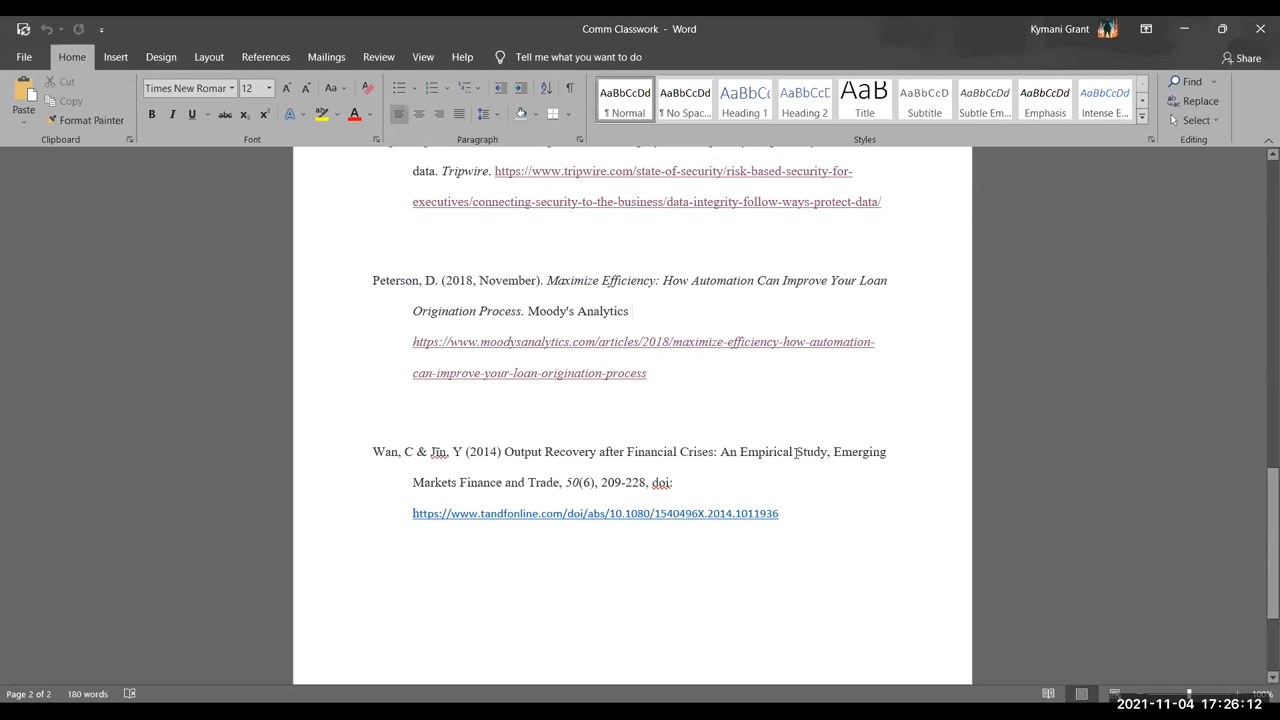 Comm Classwork - Word
Kymani Grant
File Home Insert Design Layout References Mailings Review View Help Tell me what you want to do
Share
Paste
Cut
Copy
Format Painter
Clipboard
Times New Romar 12
Font
Paragraph
AaBbCcDd AaBbCcDd AaBbCc AaBbCcE AaB AaBbCcD AaBbCcDd AaBbCcDd AaBbCcDd
¶ Normal ¶ No Spac... Heading 1 Heading 2 Title Subtitle Subtle Em... Emphasis Intense E...
Styles
Find
Replace
Select
Editing
data. Tripwire. https://www.tripwire.com/state-of-security/risk-based-security-for-
executives/connecting-security-to-the-business/data-integrity-follow-ways-protect-data/
Peterson, D. (2018, November). Maximize Efficiency: How Automation Can Improve Your Loan
Origination Process. Moody's Analytics
https://www.moodysanalytics.com/articles/2018/maximize-efficiency-how-automation-
can-improve-your-loan-origination-process
Wan, C & Jīn, Y (2014) Output Recovery after Financial Crises: An Empirical Study, Emerging
Markets Finance and Trade, 50(6), 209-228, doi:
https://www.tandfonline.com/doi/abs/10.1080/1540496X.2014.1011936
Page 2 of 2 180 words
100%
2021-11-04 17:26:12